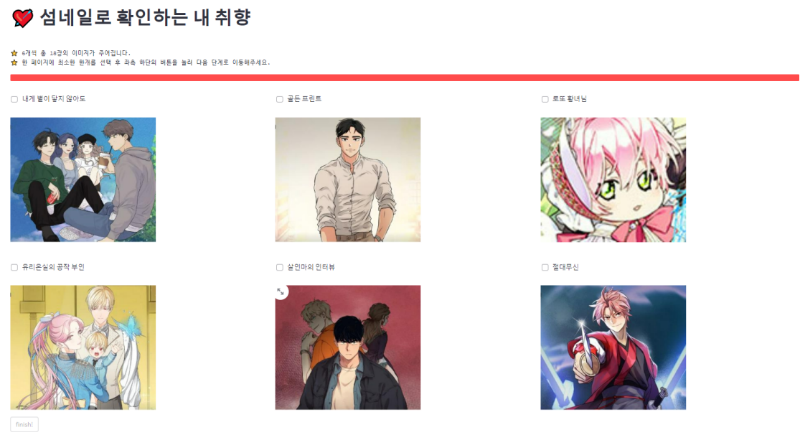 섬네일로 확인하는 내 취향
6개씩 총 18장의 이미지가 주어집니다.
한 페이지에 최소한 한개를 선택 후 좌측 하단의 버튼을 눌러 다음 단계로 이동해주세요.
내게 별이 닿지 않아도
골든 프린트
로또 황녀님
유리온실의 공작 부인
살인마의 인터뷰
절대무신
finish!